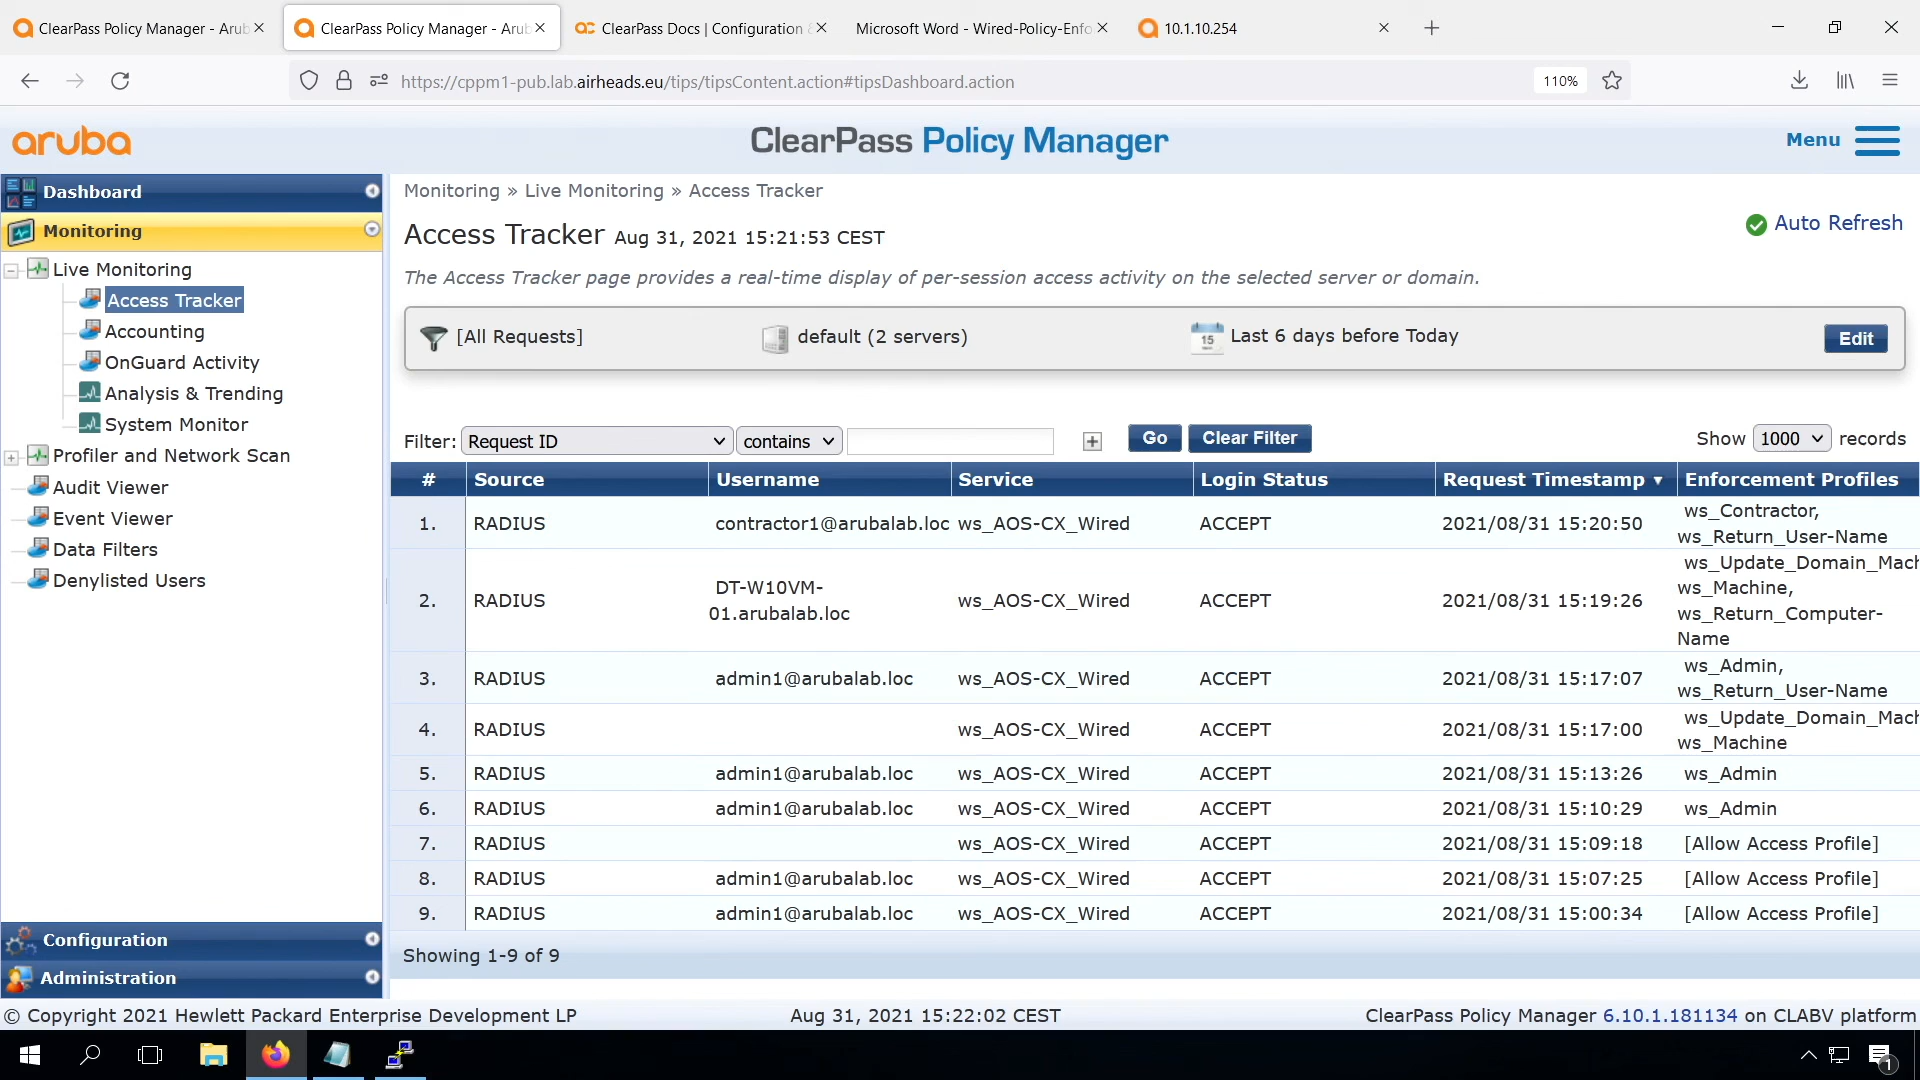 ClearPass Policy Manager - Arub
ClearPass Policy Manager - Arub
ClearPass Docs | Configuration &
Microsoft Word - Wired-Policy-Enfo
10.1.10.254
https://cppm1-pub.lab.airheads.eu/tips/tipsContent.action#tipsDashboard.action
110%
aruba
ClearPass Policy Manager
Menu
Dashboard
Monitoring
Live Monitoring
Access Tracker
Accounting
OnGuard Activity
Analysis & Trending
System Monitor
Profiler and Network Scan
Audit Viewer
Event Viewer
Data Filters
Denylisted Users
Configuration
Administration
Monitoring » Live Monitoring » Access Tracker
Access Tracker Aug 31, 2021 15:21:53 CEST
Auto Refresh
The Access Tracker page provides a real-time display of per-session access activity on the selected server or domain.
[All Requests]
default (2 servers)
15
Last 6 days before Today
Edit
Filter: Request ID contains Go Clear Filter Show 1000 records
# Source Username Service Login Status Request Timestamp ▼ Enforcement Profiles
1. RADIUS contractor1@arubalab.loc ws_AOS-CX_Wired ACCEPT 2021/08/31 15:20:50 ws_Contractor,
ws_Return_User-Name
2. RADIUS DT-W10VM-
01.arubalab.loc ws_AOS-CX_Wired ACCEPT 2021/08/31 15:19:26 ws_Update_Domain_Mach
ws_Machine,
ws_Return_Computer-
Name
3. RADIUS admin1@arubalab.loc ws_AOS-CX_Wired ACCEPT 2021/08/31 15:17:07 ws_Admin,
ws_Return_User-Name
4. RADIUS ws_AOS-CX_Wired ACCEPT 2021/08/31 15:17:00 ws_Update_Domain_Mach
ws_Machine
5. RADIUS admin1@arubalab.loc ws_AOS-CX_Wired ACCEPT 2021/08/31 15:13:26 ws_Admin
6. RADIUS admin1@arubalab.loc ws_AOS-CX_Wired ACCEPT 2021/08/31 15:10:29 ws_Admin
7. RADIUS ws_AOS-CX_Wired ACCEPT 2021/08/31 15:09:18 [Allow Access Profile]
8. RADIUS admin1@arubalab.loc ws_AOS-CX_Wired ACCEPT 2021/08/31 15:07:25 [Allow Access Profile]
9. RADIUS admin1@arubalab.loc ws_AOS-CX_Wired ACCEPT 2021/08/31 15:00:34 [Allow Access Profile]
Showing 1-9 of 9
© Copyright 2021 Hewlett Packard Enterprise Development LP
Aug 31, 2021 15:22:02 CEST
ClearPass Policy Manager 6.10.1.181134 on CLABV platform
1